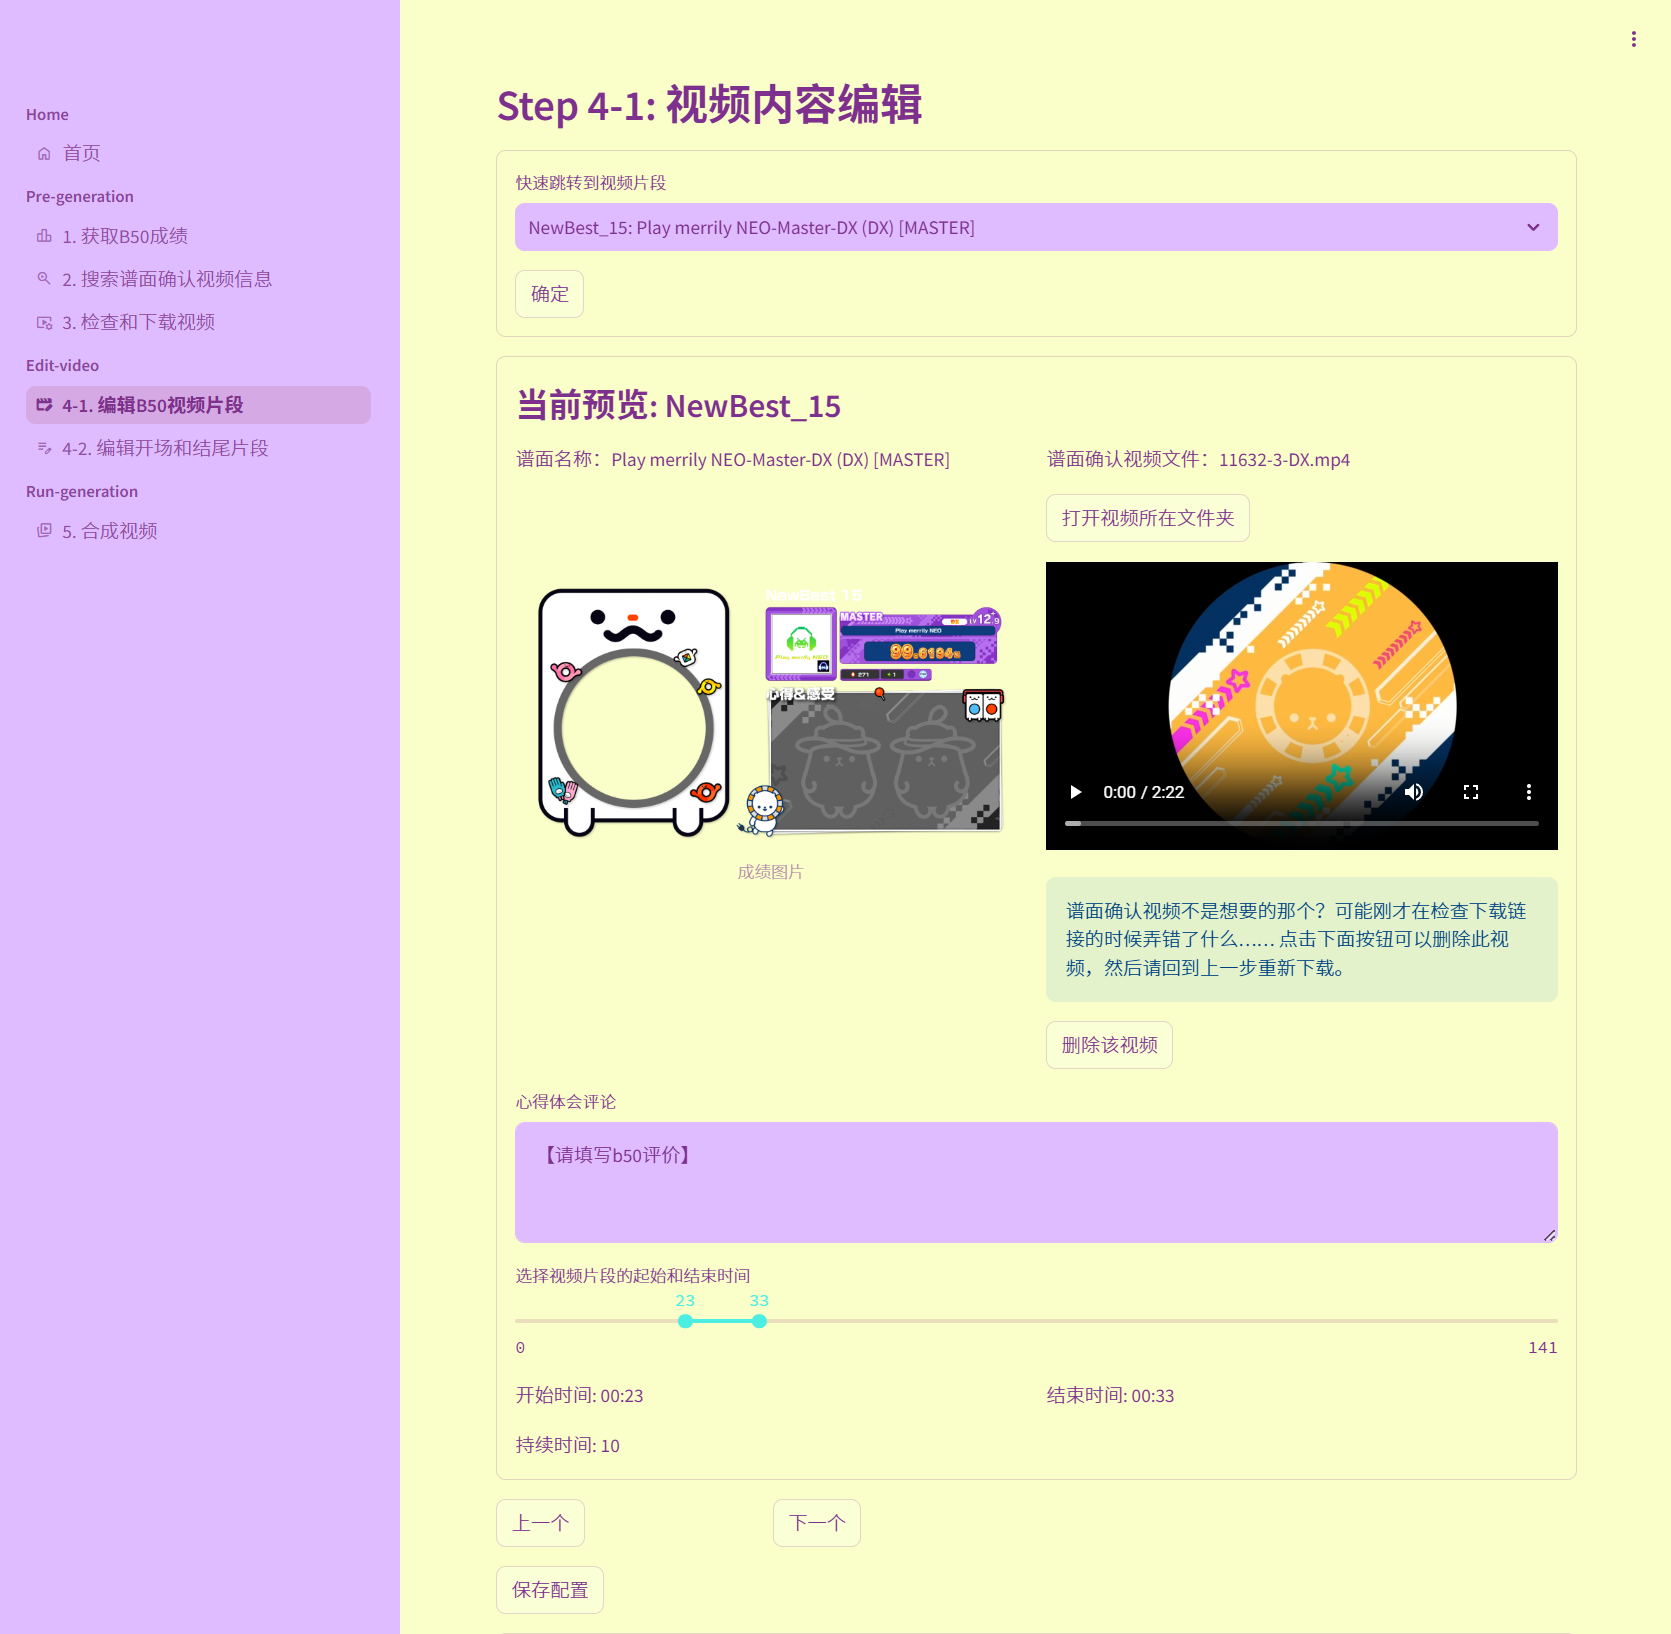 Home
首页
Pre-generation
1. 获取B50成绩
2. 搜索谱面确认视频信息
3. 检查和下载视频
Edit-video
4-1. 编辑B50视频片段
4-2. 编辑开场和结尾片段
Run-generation
5. 合成视频
Step 4-1: 视频内容编辑
快速跳转到视频片段
NewBest_15: Play merrily NEO-Master-DX (DX) [MASTER]
确定
当前预览: NewBest_15
谱面名称：Play merrily NEO-Master-DX (DX) [MASTER]
谱面确认视频文件：11632-3-DX.mp4
打开视频所在文件夹
NewBest 15
MASTER
LV 12.9
Play merrily NEO
Play merrily NEO
99.6194%
271
1
心得&感受
成绩图片
0:00 / 2:22
谱面确认视频不是想要的那个？可能刚才在检查下载链
接的时候弄错了什么…… 点击下面按钮可以删除此视
频，然后请回到上一步重新下载。
删除该视频
心得体会评论
【请填写b50评价】
选择视频片段的起始和结束时间
23 33
0 141
开始时间: 00:23
结束时间: 00:33
持续时间: 10
上一个
下一个
保存配置